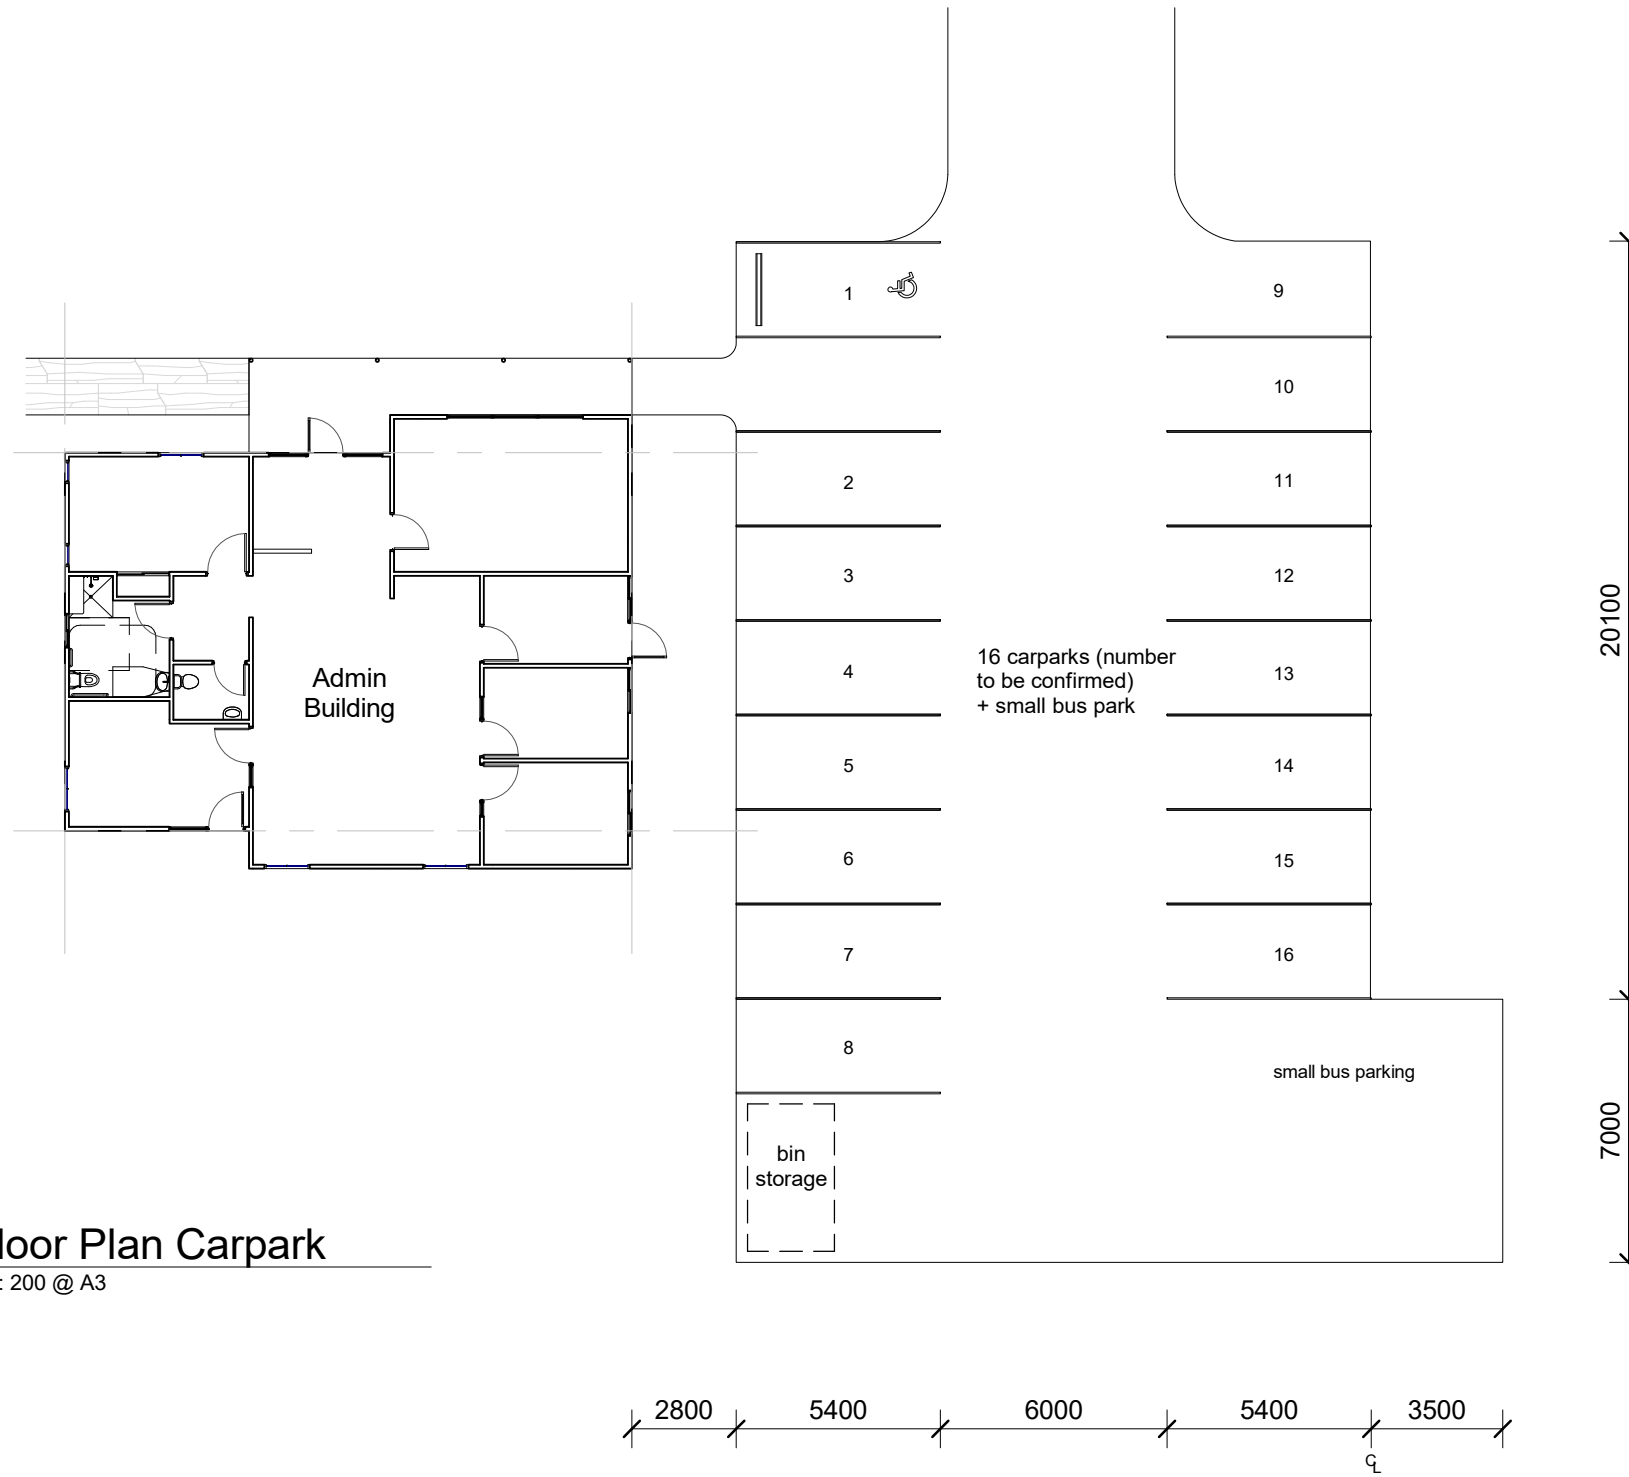 1
9
10
2
11
3
12
4
13
16 carparks (number
to be confirmed)
+ small bus park
Admin
Building
5
14
6
15
7
16
8
small bus parking
bin
storage
20100
7000
loor Plan Carpark
: 200 @ A3
2800
5400
6000
5400
3500
CL